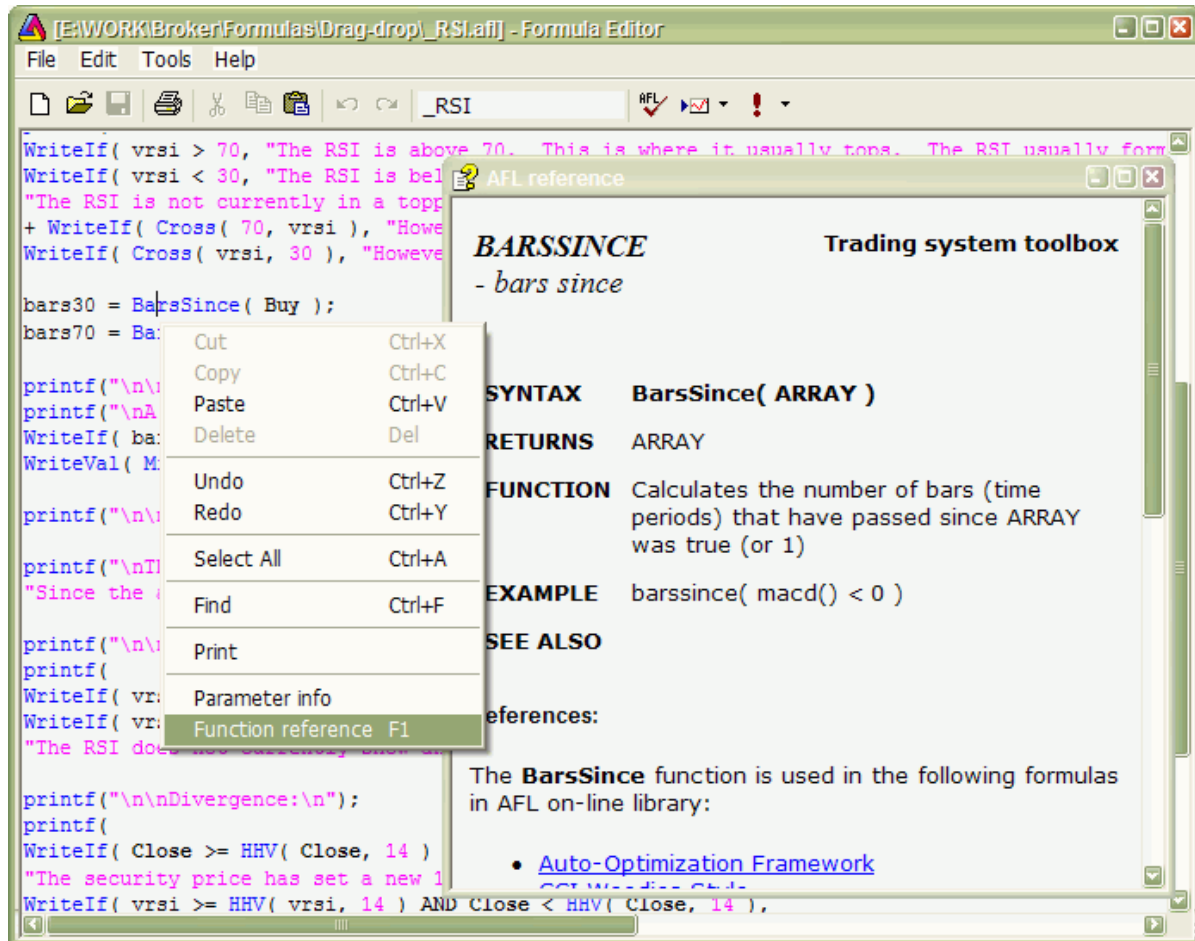 [E:\WORK\Broker\Formulas\Drag-drop\_RSI.afl] - Formula Editor
File Edit Tools Help
_RSI
AFL
WriteIf( vrsi > 70, "The RSI is above 70. This is where it usually tops. The RSI usually form
WriteIf( vrsi < 30, "The RSI is bel
"The RSI is not currently in a topp
+ WriteIf( Cross( 70, vrsi ), "Howe
WriteIf( Cross( vrsi, 30 ), "Howeve
bars30 = BarsSince( Buy );
bars70 = Ba
printf("\n\
printf("\nA
WriteIf( ba
WriteVal( M
printf("\n\
printf("\nT
"Since the
printf("\n\
printf(
WriteIf( vr
WriteIf( vr
"The RSI does not currently show an
printf("\n\nDivergence:\n");
printf(
WriteIf( Close >= HHV( Close, 14 )
"The security price has set a new 1
WriteIf( vrsi >= HHV( vrsi, 14 ) AND Close < HHV( Close, 14 ),
Cut Ctrl+X
Copy Ctrl+C
Paste Ctrl+V
Delete Del
Undo Ctrl+Z
Redo Ctrl+Y
Select All Ctrl+A
Find Ctrl+F
Print
Parameter info
Function reference F1
AFL reference
BARSSINCE Trading system toolbox
- bars since
SYNTAX BarsSince( ARRAY )
RETURNS ARRAY
FUNCTION Calculates the number of bars (time
periods) that have passed since ARRAY
was true (or 1)
EXAMPLE barssince( macd() < 0 )
SEE ALSO
eferences:
The BarsSince function is used in the following formulas
in AFL on-line library:
• Auto-Optimization Framework
CCI Woodies Style